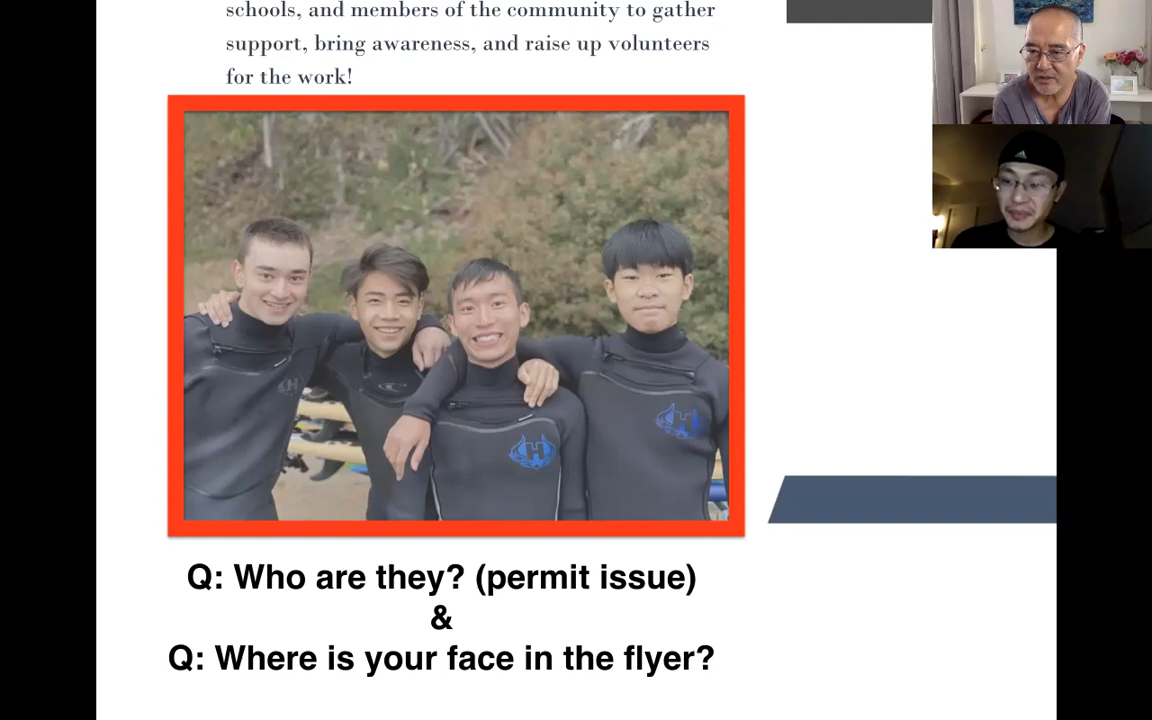 schools, and members of the community to gather
support, bring awareness, and raise up volunteers
for the work!
H
H
H
Q: Who are they? (permit issue)
&
Q: Where is your face in the flyer?